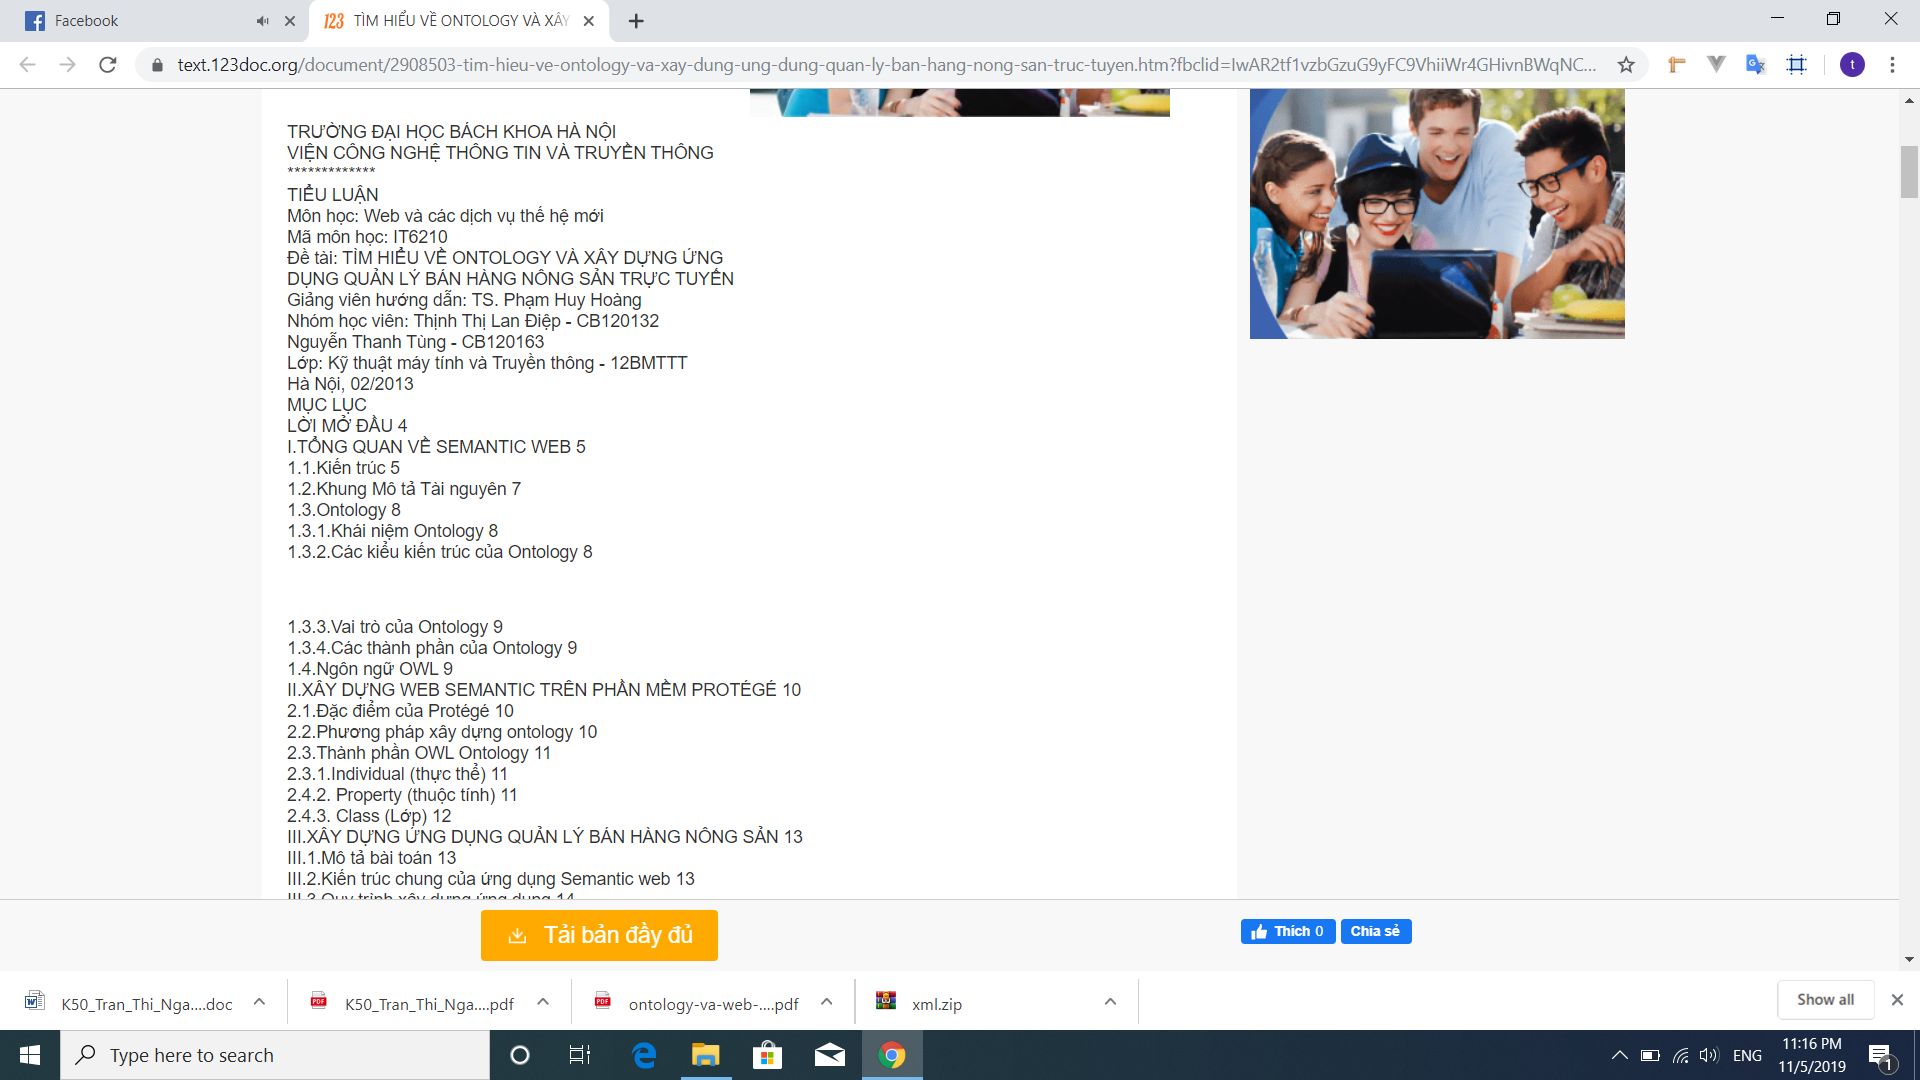 Facebook
123 TÌM HIỂU VỀ ONTOLOGY VÀ XÂY
text.123doc.org/document/2908503-tim-hieu-ve-ontology-va-xay-dung-ung-dung-quan-ly-ban-hang-nong-san-truc-tuyen.htm?fbclid=IwAR2tf1vzbGzuG9yFC9VhiiWr4GHivnBWqNC...
t
TRƯỜNG ĐẠI HỌC BÁCH KHOA HÀ NỘI
VIỆN CÔNG NGHỆ THÔNG TIN VÀ TRUYỀN THÔNG
*************
TIỂU LUẬN
Môn học: Web và các dịch vụ thế hệ mới
Mã môn học: IT6210
Đề tài: TÌM HIỂU VỀ ONTOLOGY VÀ XÂY DỰNG ỨNG
DỤNG QUẢN LÝ BÁN HÀNG NÔNG SẢN TRỰC TUYẾN
Giảng viên hướng dẫn: TS. Phạm Huy Hoàng
Nhóm học viên: Thịnh Thị Lan Điệp - CB120132
Nguyễn Thanh Tùng - CB120163
Lớp: Kỹ thuật máy tính và Truyền thông - 12BMTTT
Hà Nội, 02/2013
MỤC LỤC
LỜI MỞ ĐẦU 4
I.TỔNG QUAN VỀ SEMANTIC WEB 5
1.1.Kiến trúc 5
1.2.Khung Mô tả Tài nguyên 7
1.3.Ontology 8
1.3.1.Khái niệm Ontology 8
1.3.2.Các kiểu kiến trúc của Ontology 8
1.3.3.Vai trò của Ontology 9
1.3.4.Các thành phần của Ontology 9
1.4.Ngôn ngữ OWL 9
II.XÂY DỰNG WEB SEMANTIC TRÊN PHẦN MỀM PROTÉGÉ 10
2.1.Đặc điểm của Protégé 10
2.2.Phương pháp xây dựng ontology 10
2.3.Thành phần OWL Ontology 11
2.3.1.Individual (thực thể) 11
2.4.2. Property (thuộc tính) 11
2.4.3. Class (Lớp) 12
III.XÂY DỰNG ỨNG DỤNG QUẢN LÝ BÁN HÀNG NÔNG SẢN 13
III.1.Mô tả bài toán 13
III.2.Kiến trúc chung của ứng dụng Semantic web 13
III.3.Quy trình xây dựng ứng dụng 14
Tải bản đầy đủ
Thích 0
Chia sẻ
K50_Tran_Thi_Nga....doc
K50_Tran_Thi_Nga....pdf
ontology-va-web-....pdf
xml.zip
Show all
Type here to search
ENG
11:16 PM
11/5/2019
1